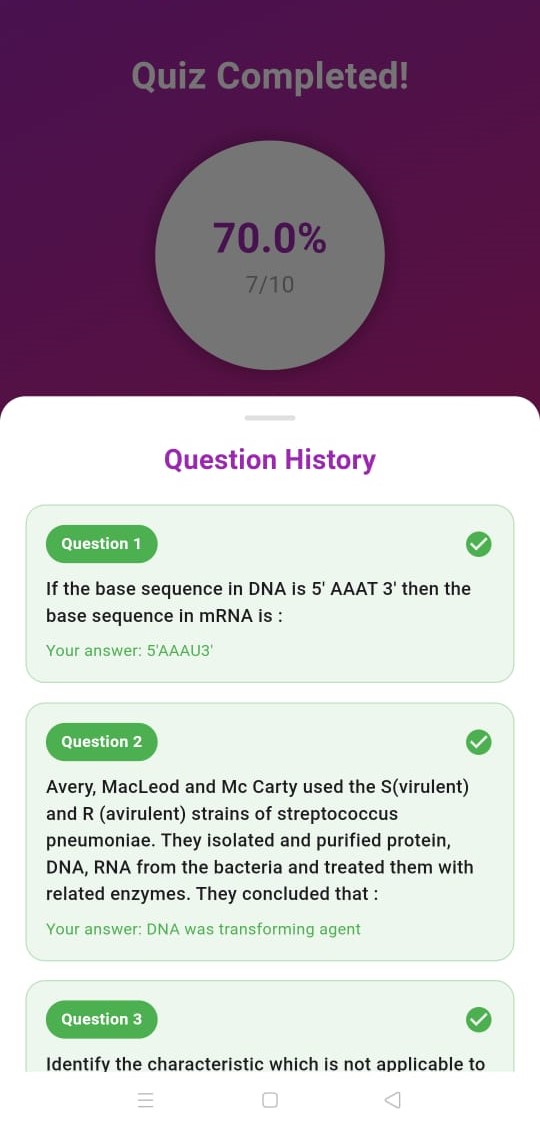 Quiz Completed!
70.0%
7/10
Question History
Question 1
If the base sequence in DNA is 5' AAAT 3' then the
base sequence in mRNA is :
Your answer: 5'AAAU3'
Question 2
Avery, MacLeod and Mc Carty used the S(virulent)
and R (avirulent) strains of streptococcus
pneumoniae. They isolated and purified protein,
DNA, RNA from the bacteria and treated them with
related enzymes. They concluded that :
Your answer: DNA was transforming agent
Question 3
Identify the characteristic which is not applicable to